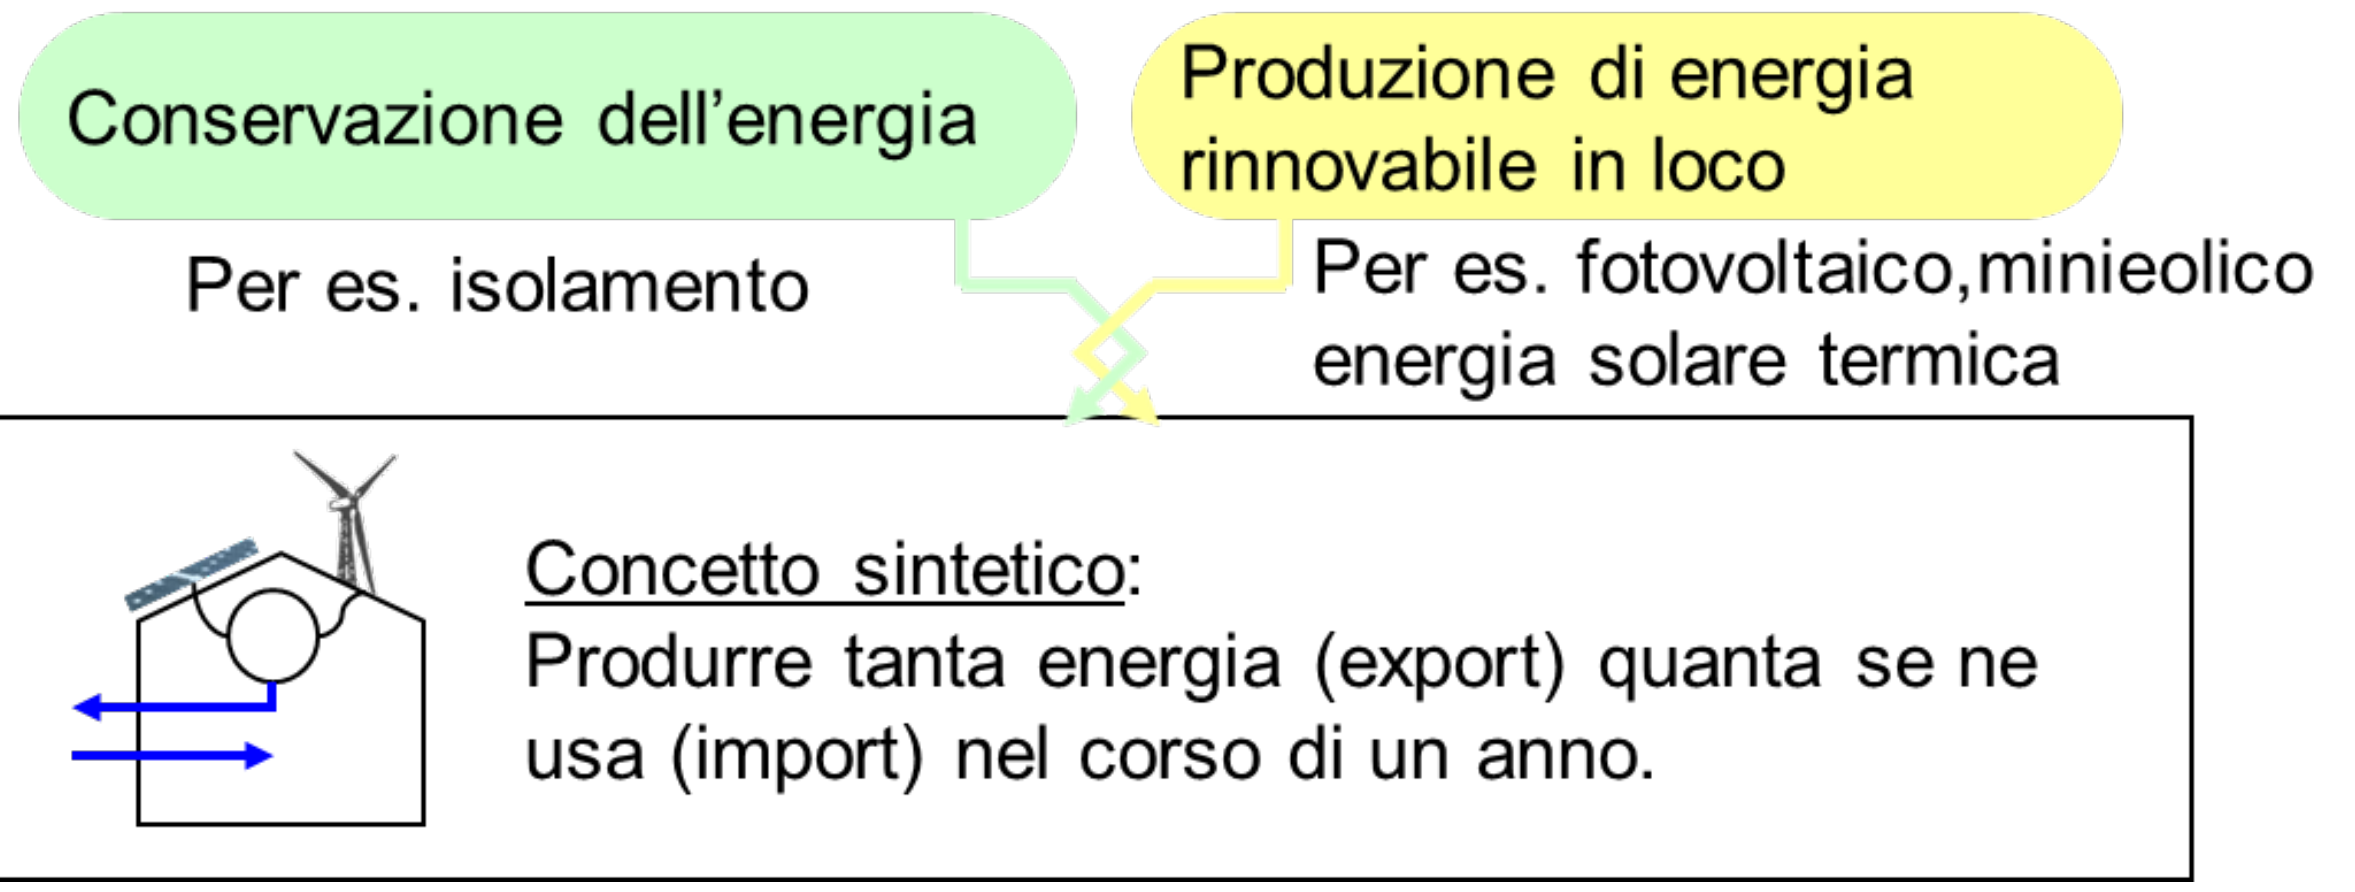 Conservazione dell’energia
Produzione di energia
rinnovabile in loco
Per es. isolamento
Per es. fotovoltaico,minieolico
energia solare termica
Concetto sintetico:
Produrre tanta energia (export) quanta se ne
usa (import) nel corso di un anno.